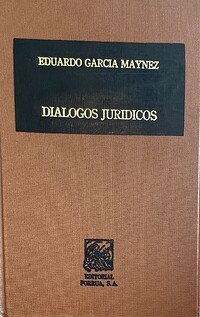 EDUARDO GARCIA MAYNEZ
DIALOGOS JURIDICOS
EDITORIAL
PORRUA, S.A.